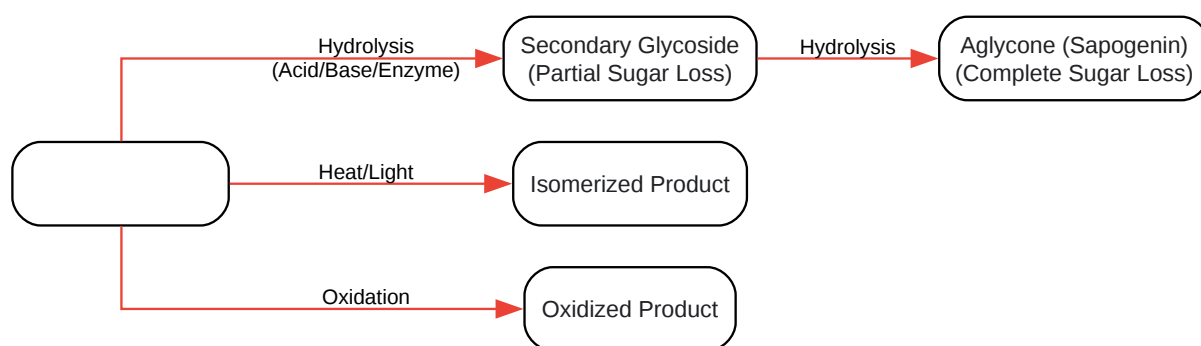 Hydrolysis
(Acid/Base/Enzyme)
Secondary Glycoside
(Partial Sugar Loss)
Hydrolysis
Aglycone (Sapogenin)
(Complete Sugar Loss)
Heat/Light
Isomerized Product
Oxidation
Oxidized Product